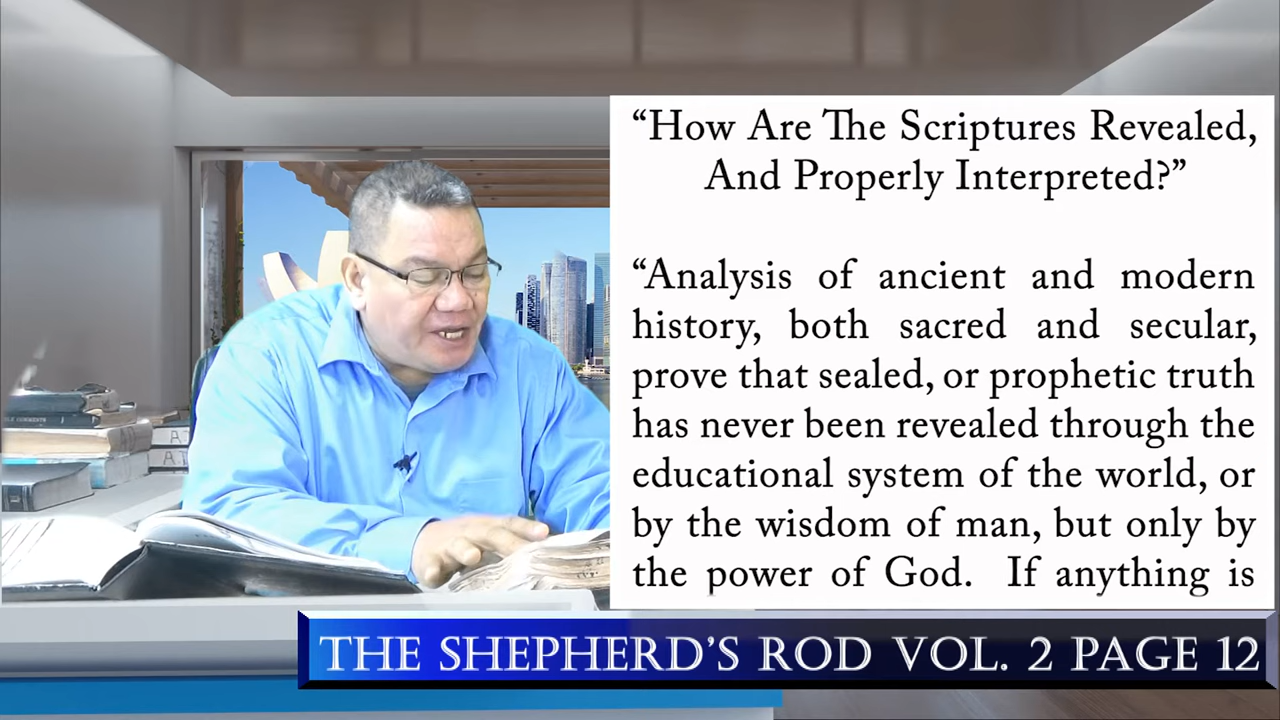 “How Are The Scriptures Revealed,
And Properly Interpreted?”
“Analysis of ancient and modern
history, both sacred and secular,
prove that sealed, or prophetic truth
has never been revealed through the
educational system of the world, or
by the wisdom of man, but only by
the power of God. If anything is
THE SHEPHERD’S ROD VOL. 2 PAGE 12